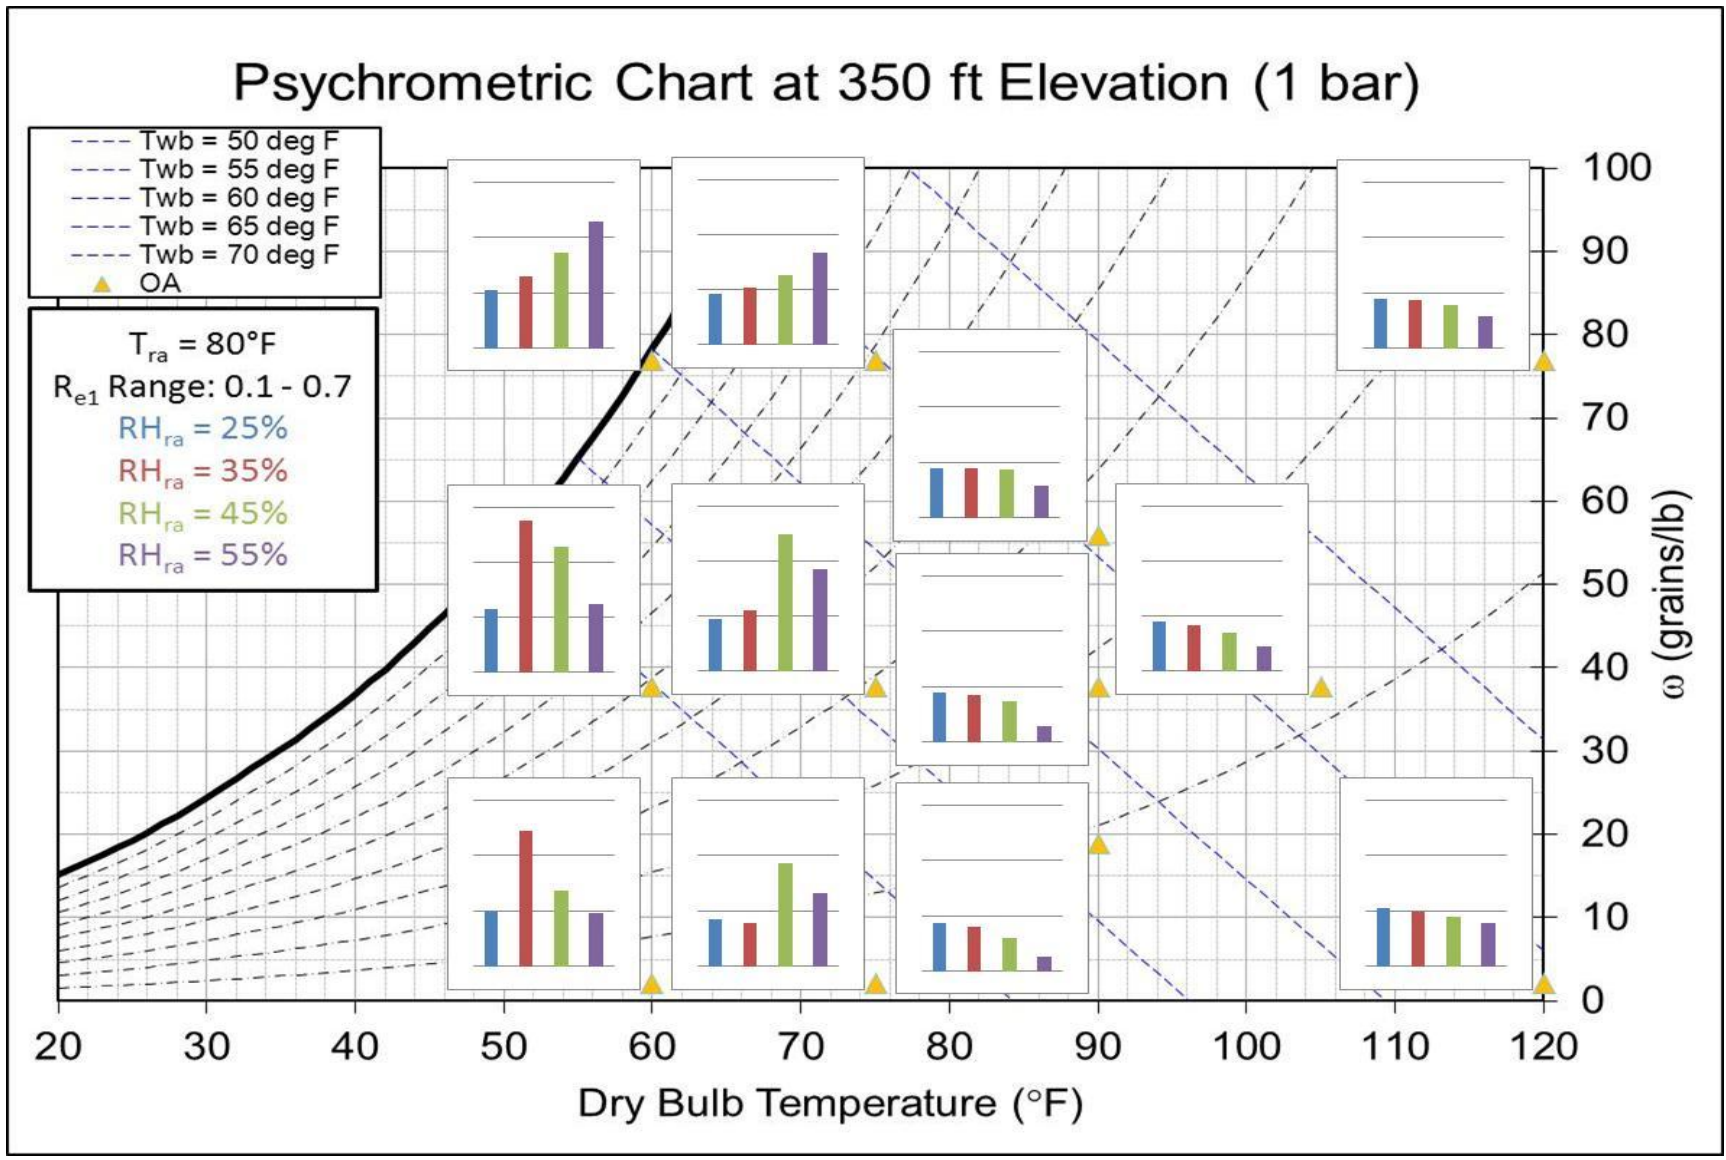 Psychrometric Chart at 350 ft Elevation (1 bar)
Twb = 50 deg F
Twb = 55 deg F
Twb = 60 deg F
Twb = 65 deg F
Twb = 70 deg F
OA
Tra = 80°F
Re1 Range: 0.1 - 0.7
RHra = 25%
RHra = 35%
RHra = 45%
RHra = 55%
100
90
80
70
60
50
40
30
20
10
0
ω (grains/lb)
20 30 40 50 60 70 80 90 100 110 120
Dry Bulb Temperature (°F)